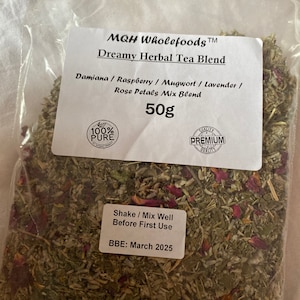 MQH Wholefoods™
Dreamy Herbal Tea Blend
Damiana / Raspberry / Mugwort / Lavender /
Rose Petals Mix Blend
50g
100%
PURE
PREMIUM
Shake / Mix Well
Before First Use
BBE: March 2025